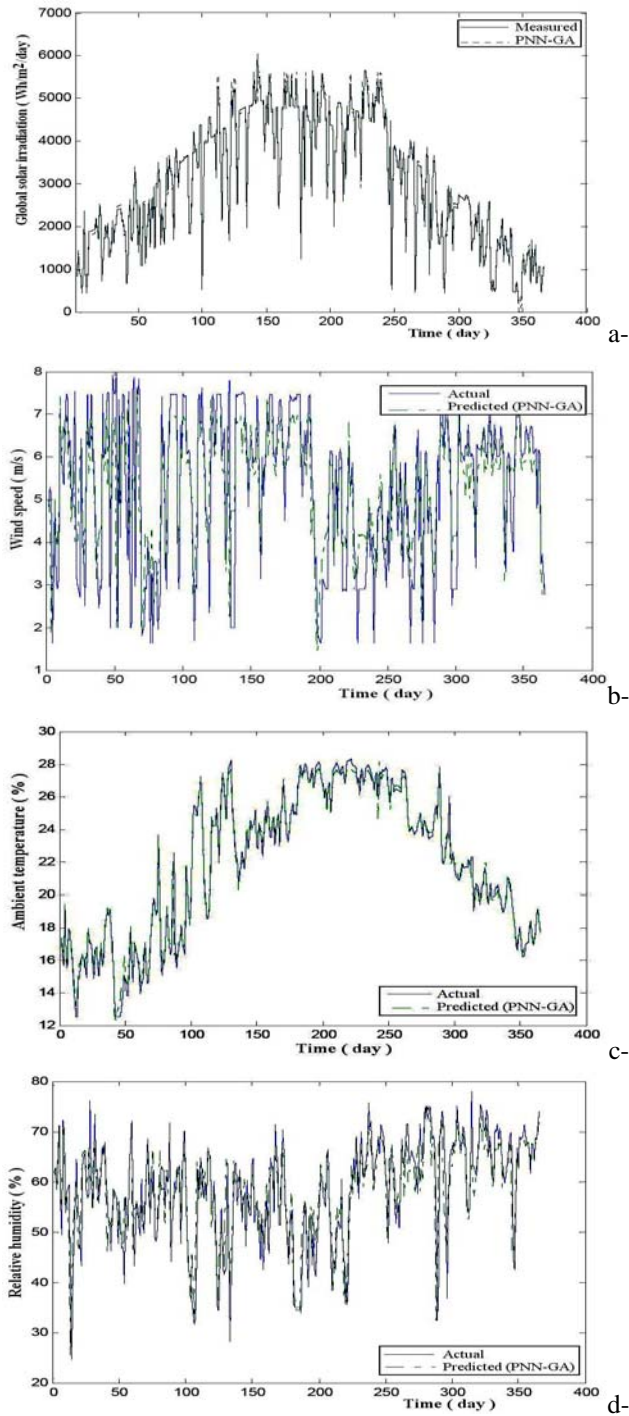 Measured
PNN-GA
Global solar irradiation ( Wh/m²/day)
7000
6000
5000
4000
3000
2000
1000
0
50 100 150 200 250 300 350 400
Time ( day )
a-
Actual
Predicted (PNN-GA)
Wind speed ( m/s )
8
7
6
5
4
3
2
1
0 50 100 150 200 250 300 350 400
Time ( day )
b-
Ambient temperature ( % )
30
28
26
24
22
20
18
16
14
12
Actual
Predicted (PNN-GA)
0 50 100 150 200 250 300 350 400
Time ( day )
c-
Relative humidity ( % )
80
70
60
50
40
30
20
Actual
Predicted (PNN-GA)
0 50 100 150 200 250 300 350 400
Time ( day )
d-